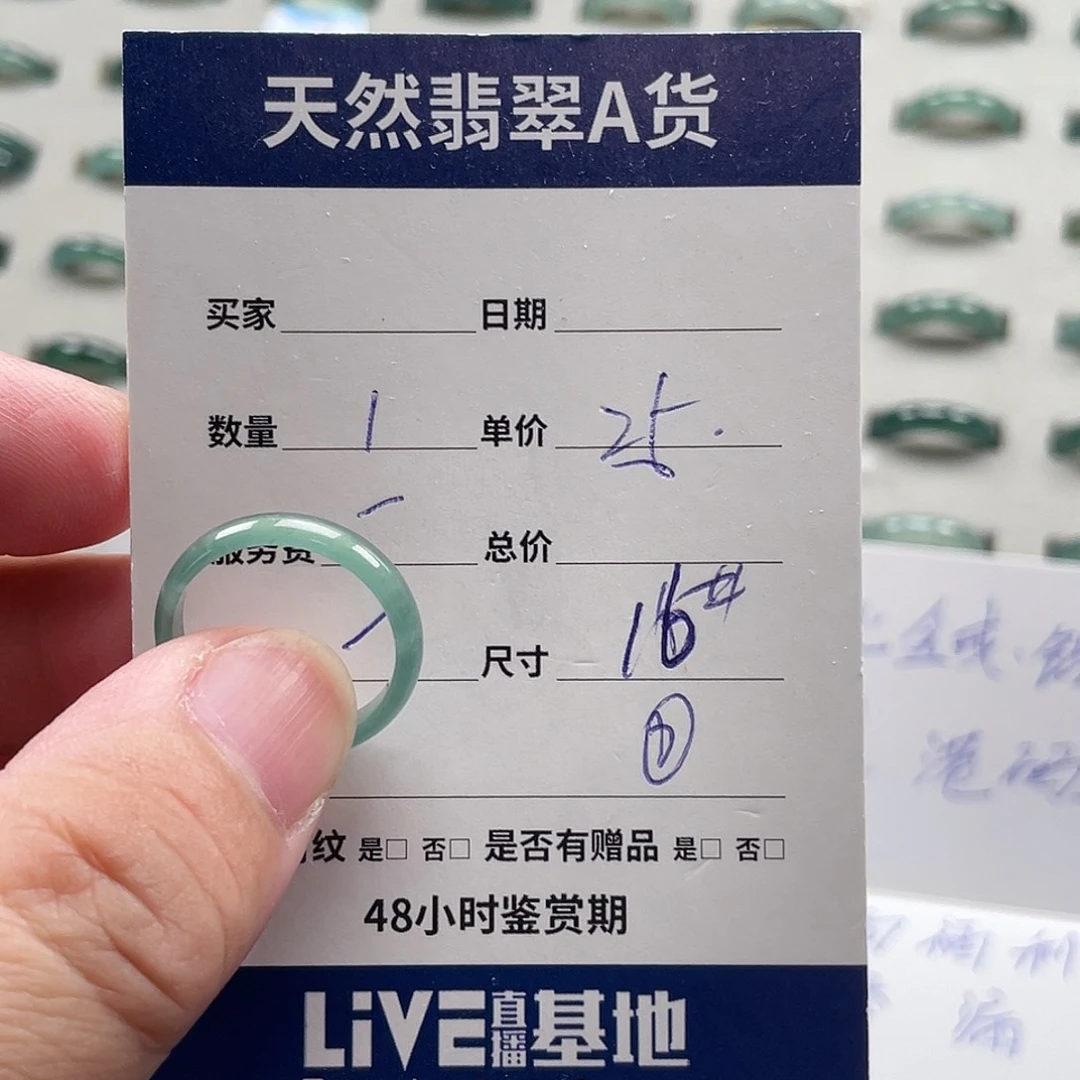 天然翡翠A货
买家 日期
数量 1 单价 25.
服务费 总价
尺寸 16#
纹 是□ 否□ 是否有赠品 是□ 否□
48小时鉴赏期
LiVE直播基地